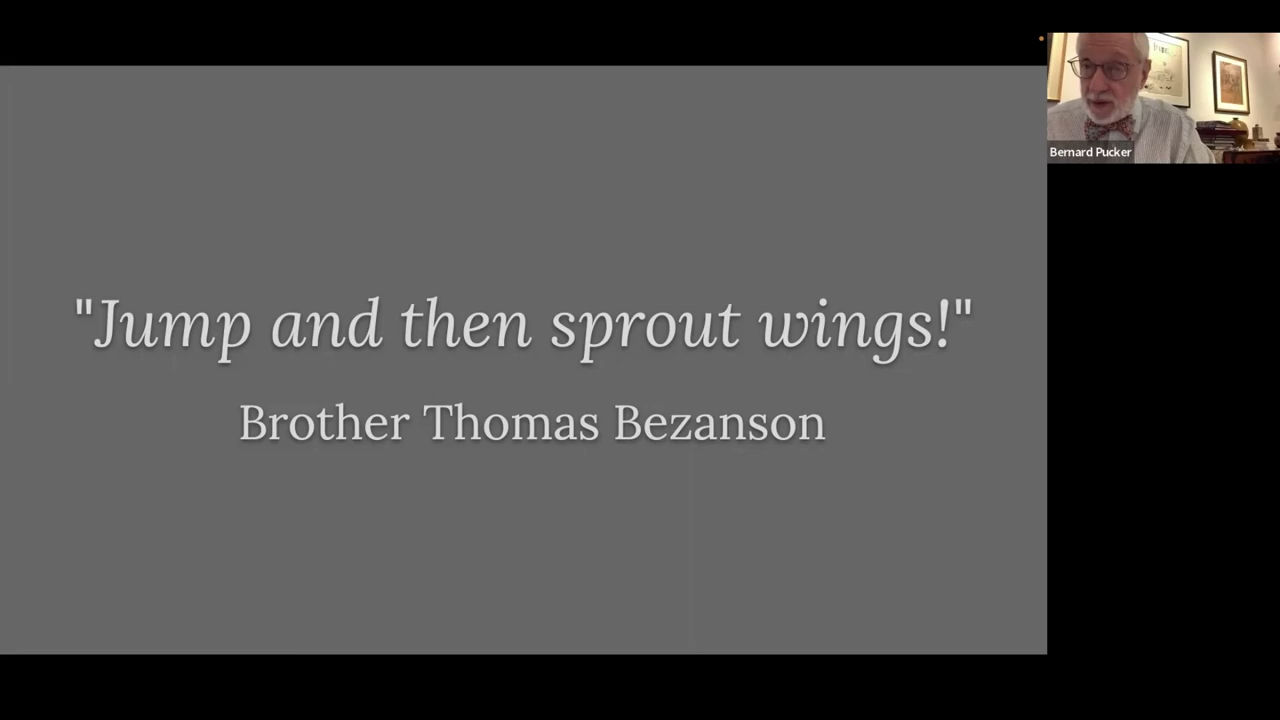 "Jump and then sprout wings!"
Brother Thomas Bezanson
Bernard Pucker